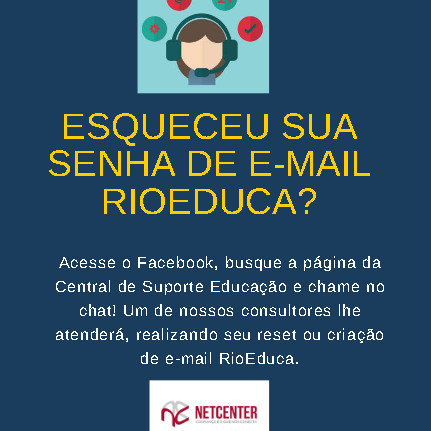 ESQUECEU SUA
SENHA DE E-MAIL
RIOEDUCA?
Acesse o Facebook, busque a página da
Central de Suporte Educação e chame no
chat! Um de nossos consultores lhe
atenderá, realizando seu reset ou criação
de e-mail RioEduca.
NETCENTER